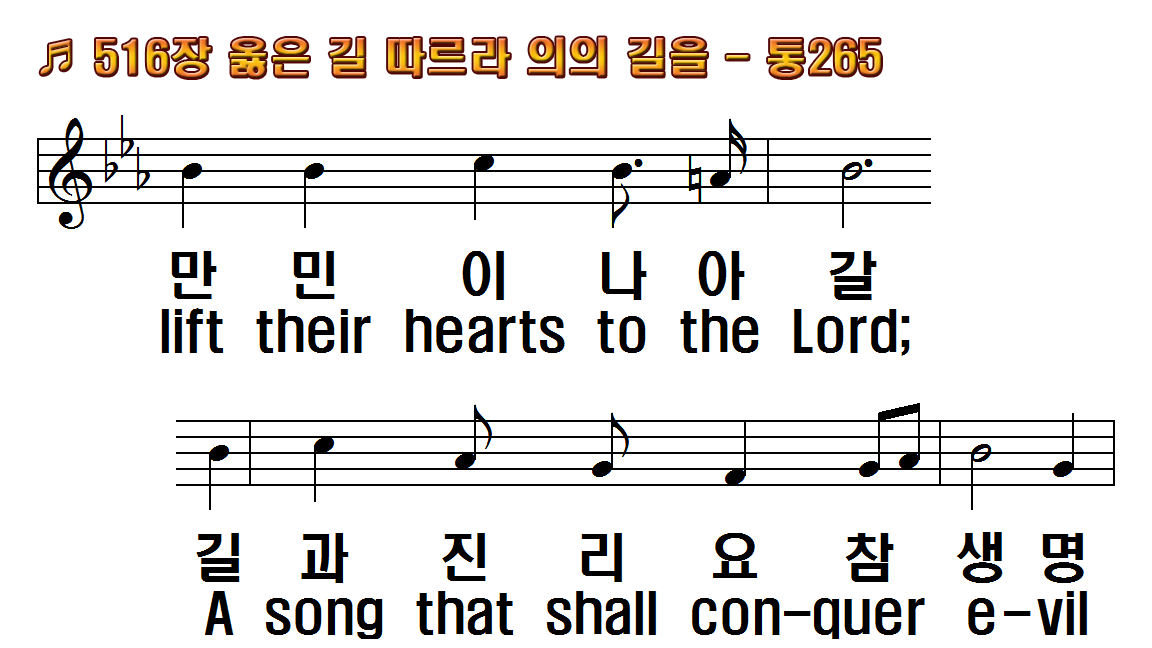 ♬ 516장 옳은 길 따르라 의의 길을 - 통265
만 민 이 나 아 갈
lift their hearts to the Lord;
길 과 진 리 요 참 생 명
A song that shall con-quer e-vil